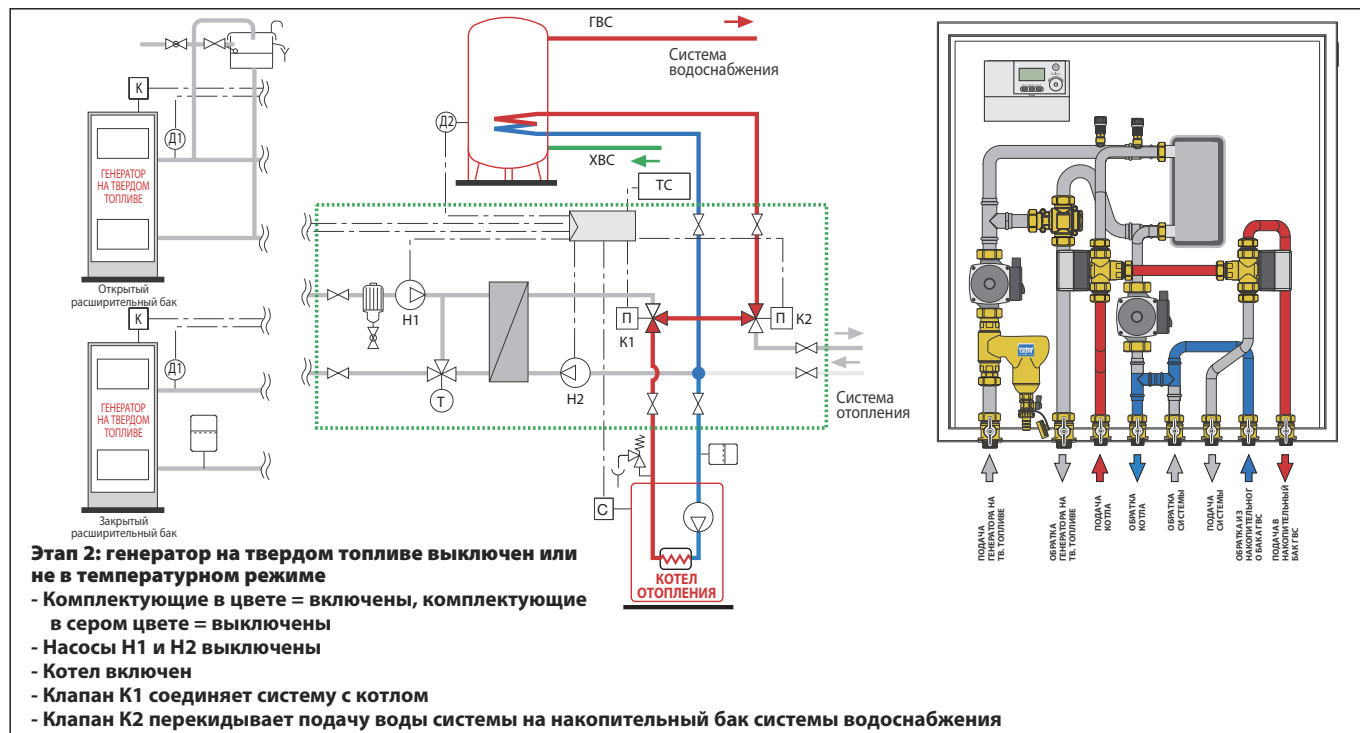 ГВС
Система
водоснабжения
К
Д1
ГЕНЕРАТОР
НА ТВЕРДОМ
ТОПЛИВЕ
Открытый
расширительный бак
Д2
ХВС
ТС
К
Д1
ГЕНЕРАТОР
НА ТВЕРДОМ
ТОПЛИВЕ
Закрытый
расширительный бак
Н1
П
К1
П
К2
Т
Н2
Система
отопления
С
КОТЕЛ
ОТОПЛЕНИЯ
ПОДАЧА
ГЕНЕРАТОРА НА
ТВ. ТОПЛИВЕ
ОБРАТКА
ГЕНЕРАТОРА НА
ТВ. ТОПЛИВЕ
ПОДАЧА
КОТЛА
ОБРАТКА
КОТЛА
ОБРАТКА
СИСТЕМЫ
ПОДАЧА
СИСТЕМЫ
ОБРАТКА ИЗ
НАКОПИТЕЛЬНОГ
О БАКА ГВС
ПОДАЧА В
НАКОПИТЕЛЬНЫЙ
БАК ГВС
Этап 2: генератор на твердом топливе выключен или
не в температурном режиме
- Комплектующие в цвете = включены, комплектующие
в сером цвете = выключены
- Насосы Н1 и Н2 выключены
- Котел включен
- Клапан К1 соединяет систему с котлом
- Клапан К2 перекидывает подачу воды системы на накопительный бак системы водоснабжения